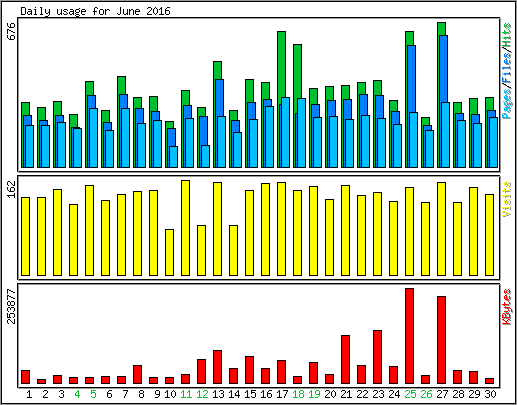 Daily usage for June 2016
676
Pages/Files/Hits
162
Visits
253877
KBytes
1 2 3 4 5 6 7 8 9 10 11 12 13 14 15 16 17 18 19 20 21 22 23 24 25 26 27 28 29 30